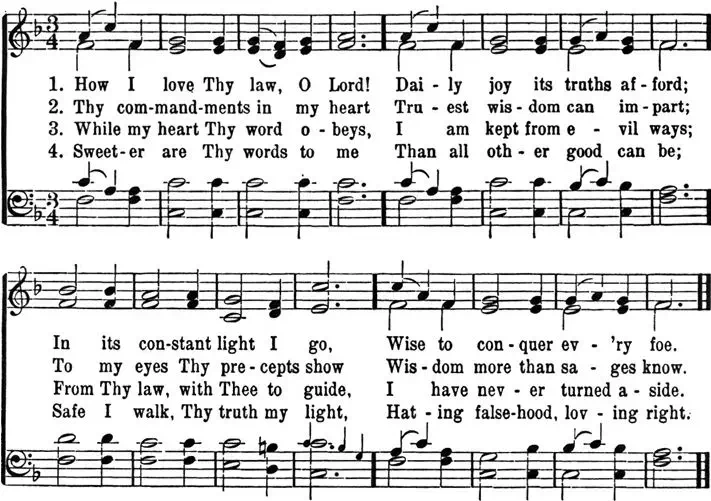 3
4
1. How I love Thy law, O Lord! Dai - ly joy its truths af - ford;
2. Thy com-mand-ments in my heart Tru - est wis - dom can im - part;
3. While my heart Thy word o - beys, I am kept from e - vil ways;
4. Sweet-er are Thy words to me Than all oth - er good can be;
3
4
In its con-stant light I go, Wise to con - quer ev - 'ry foe.
To my eyes Thy pre - cepts show Wis - dom more than sa - ges know.
From Thy law, with Thee to guide, I have nev - er turned a - side.
Safe I walk, Thy truth my light, Hat - ing false-hood, lov - ing right.